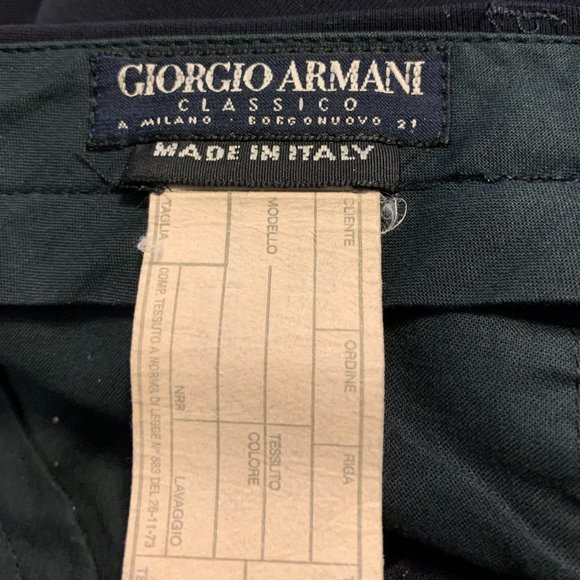 GIORGIO ARMANI
CLASSICO
A MILANO · BORGONUOVO 21
MADE IN ITALY
CLIENTE
ORDINE
RIGA
MODELLO
TESSUTO
COLORE
TAGLIA
NRR
LAVAGGIO
COMP. TESSUTO A NORMA DI LEGGE N° 883 DEL 26-11-73